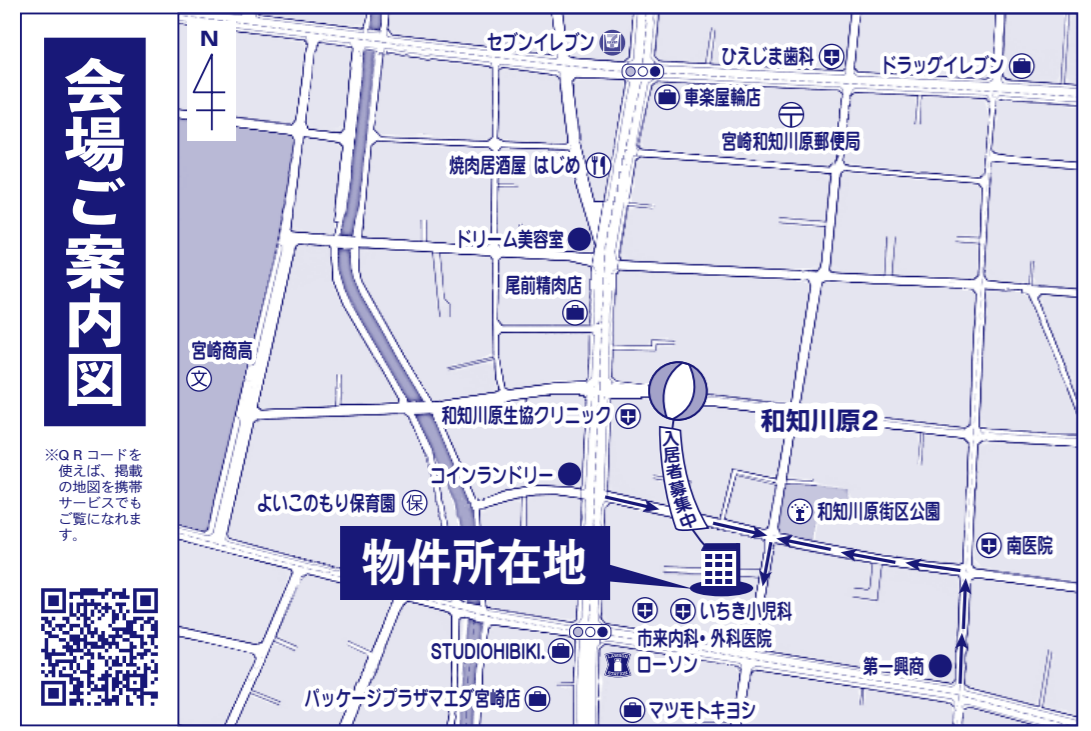 会場ご案内図
※QRコードを
使えば、掲載
の地図を携帯
サービスでも
ご覧になれま
す。
N
セブンイレブン
ひえじま歯科
ドラッグイレブン
車楽屋輪店
〒
宮崎和知川原郵便局
焼肉居酒屋 はじめ
ドリーム美容室
尾前精肉店
宮崎商高
文
和知川原生協クリニック
和知川原2
入居者募集中
コインランドリー
よいこのもり保育園
保
和知川原街区公園
南医院
物件所在地
いちき小児科
市来内科・外科医院
STUDIOHIBIKI.
ローソン
第一興商
パッケージプラザマエダ宮崎店
マツモトキヨシ